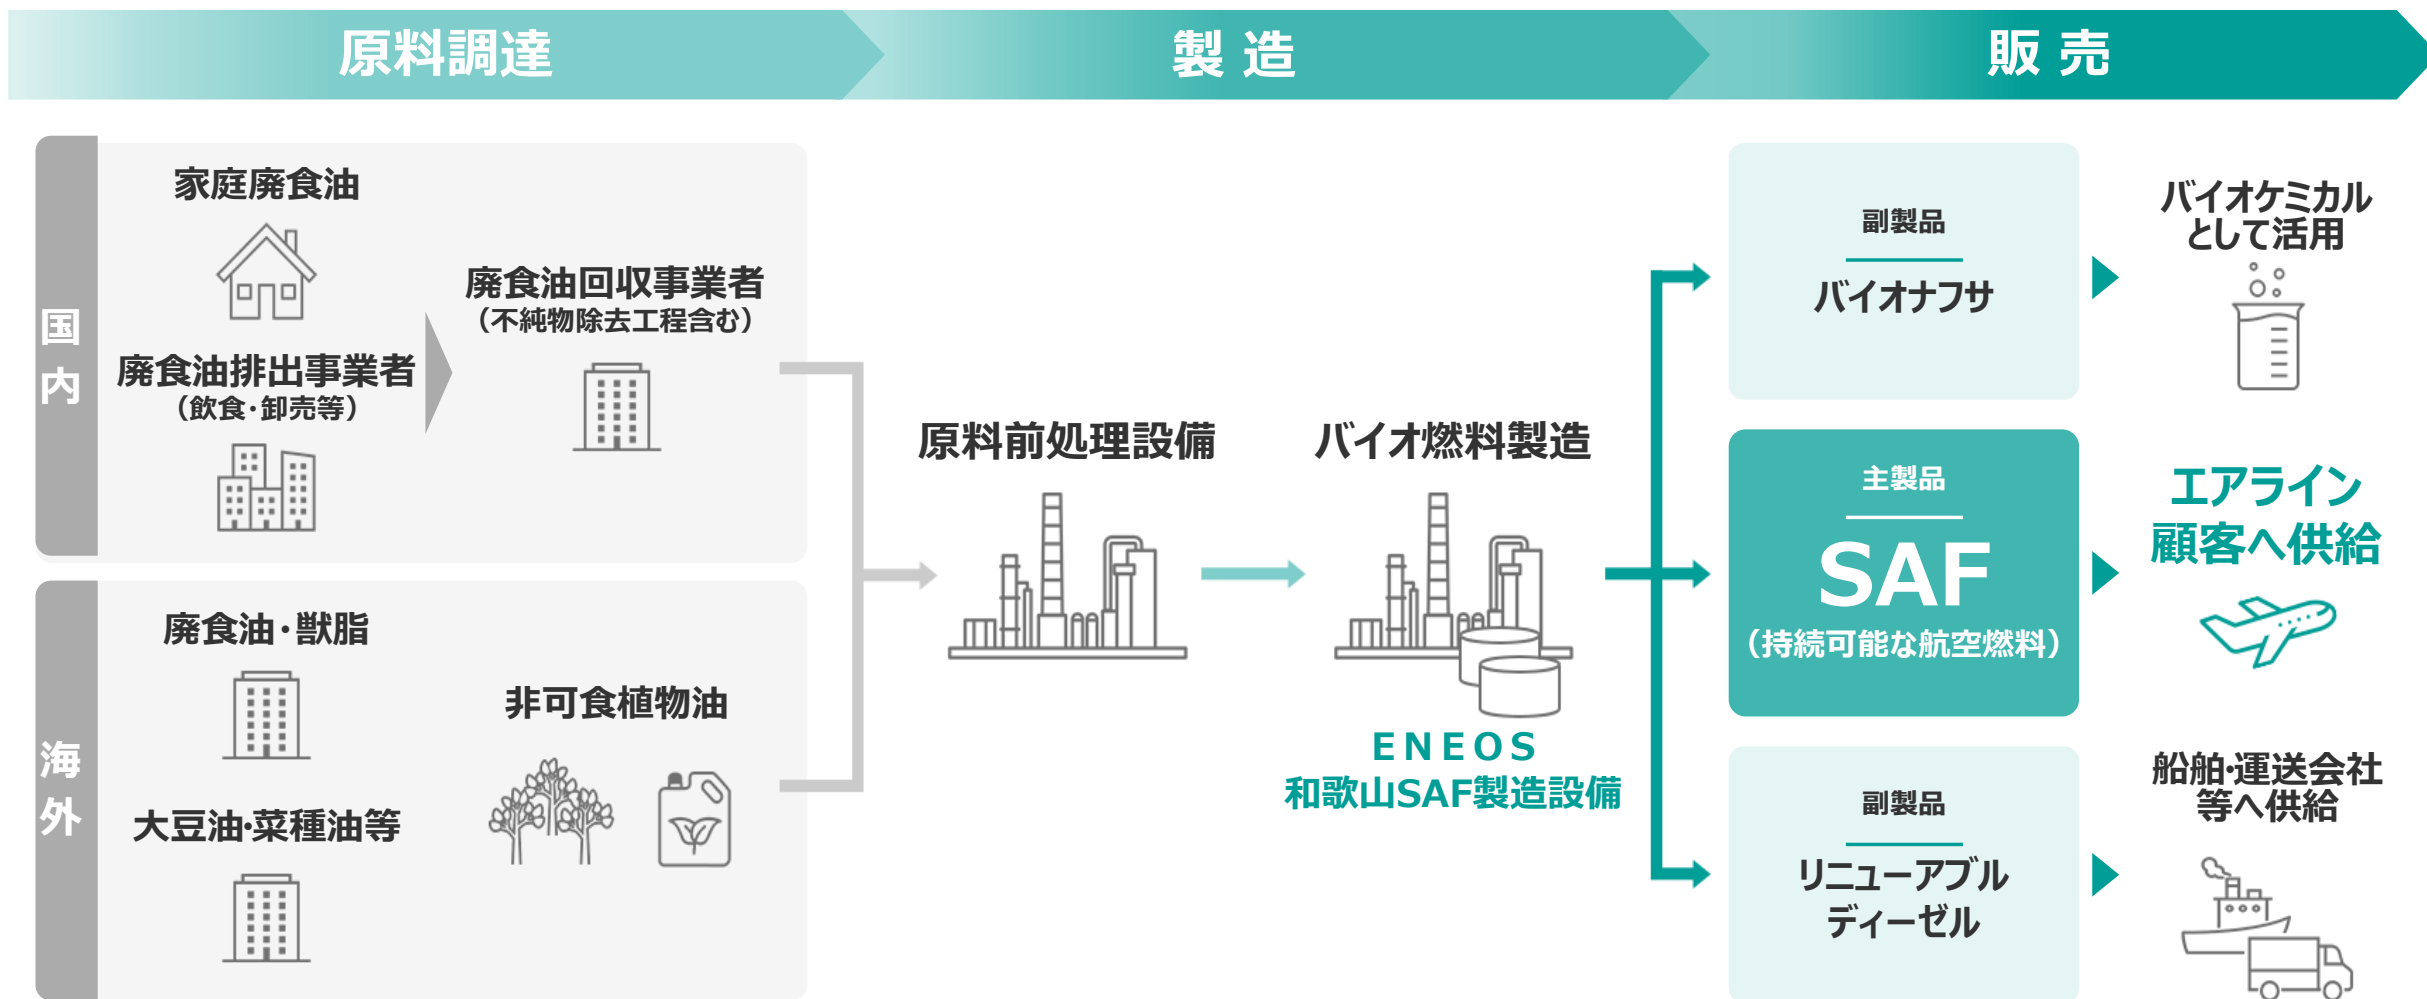 原料調達
製造
販売
国内
家庭廃食油
廃食油排出事業者
（飲食・卸売等）
廃食油回収事業者
（不純物除去工程含む）
海外
廃食油・獣脂
大豆油・菜種油等
非可食植物油
原料前処理設備
バイオ燃料製造
ENEOS
和歌山SAF製造設備
副製品
バイオナフサ
バイオケミカル
として活用
主製品
SAF
（持続可能な航空燃料）
エアライン
顧客へ供給
副製品
リニューアブル
ディーゼル
船舶・運送会社
等へ供給